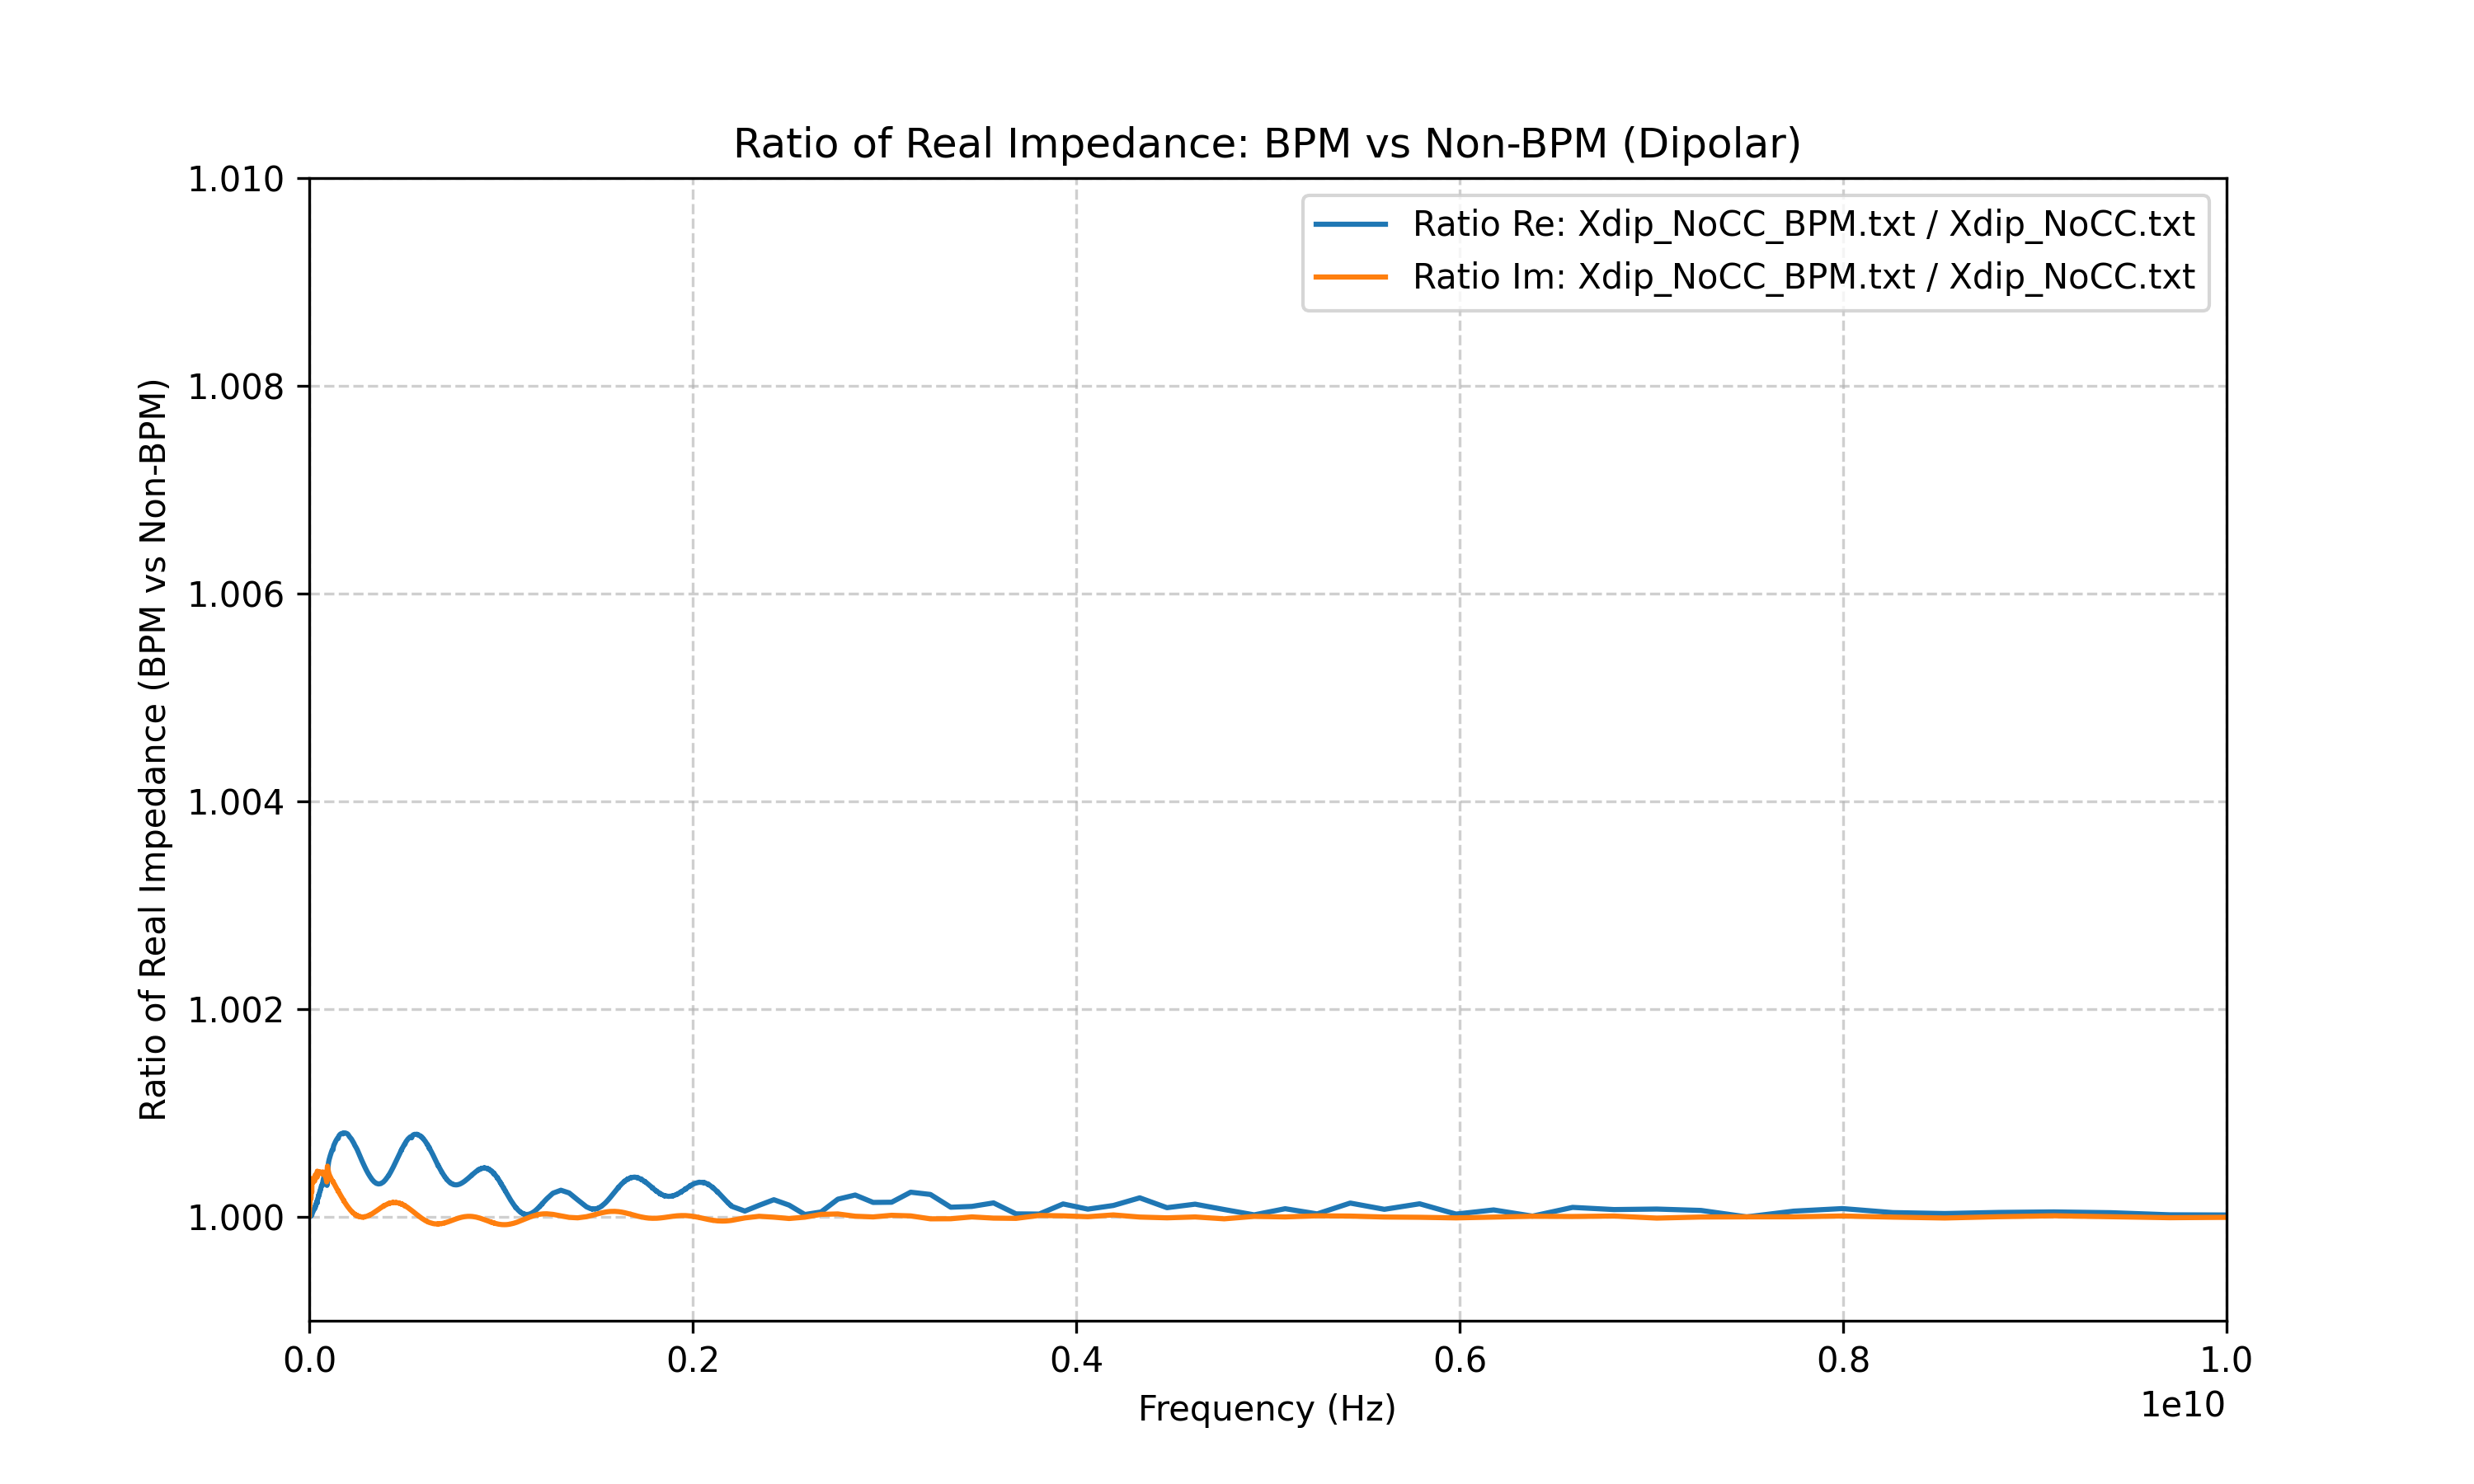 Ratio of Real Impedance: BPM vs Non-BPM (Dipolar)
Ratio Re: Xdip_NoCC_BPM.txt / Xdip_NoCC.txt
Ratio Im: Xdip_NoCC_BPM.txt / Xdip_NoCC.txt
Ratio of Real Impedance (BPM vs Non-BPM)
1.010
1.008
1.006
1.004
1.002
1.000
0.0
0.2
0.4
0.6
0.8
1.0
1e10
Frequency (Hz)